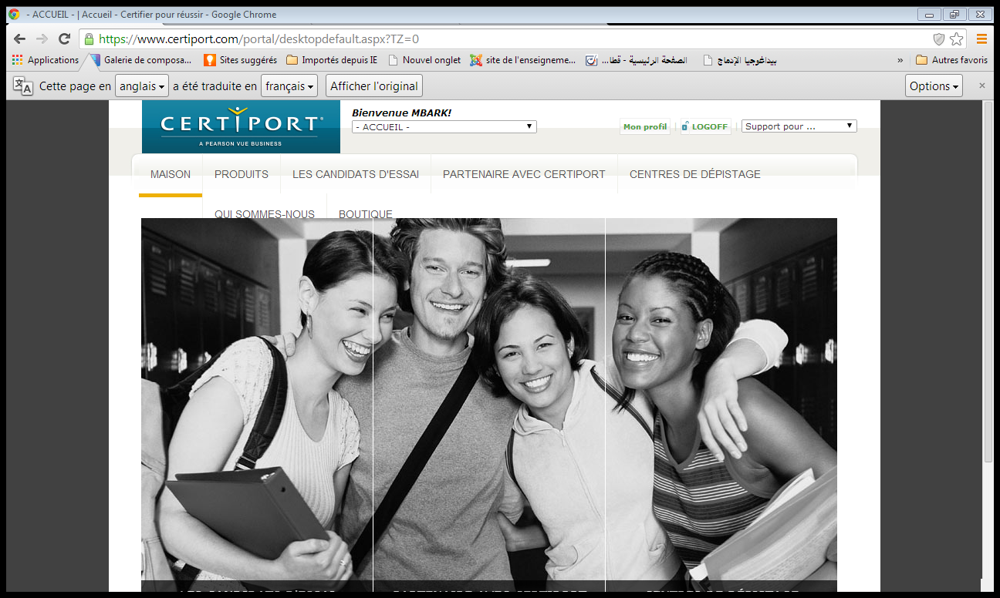 - ACCUEIL - | Accueil - Certifier pour réussir - Google Chrome
https://www.certiport.com/portal/desktopdefault.aspx?TZ=0
Applications Galerie de composa... Sites suggérés Importés depuis IE Nouvel onglet site de l'enseigneme... الصفحة الرئيسية - قطا... بيداغوجيا الإدماج » Autres favoris
Cette page en anglais a été traduite en français Afficher l'original Options
CERTIPORT
A PEARSON VUE BUSINESS
Bienvenue MBARK!
- ACCUEIL -
Mon profil | LOGOFF | Support pour ...
MAISON PRODUITS LES CANDIDATS D'ESSAI PARTENAIRE AVEC CERTIPORT CENTRES DE DÉPISTAGE
QUI SOMMES-NOUS BOUTIQUE